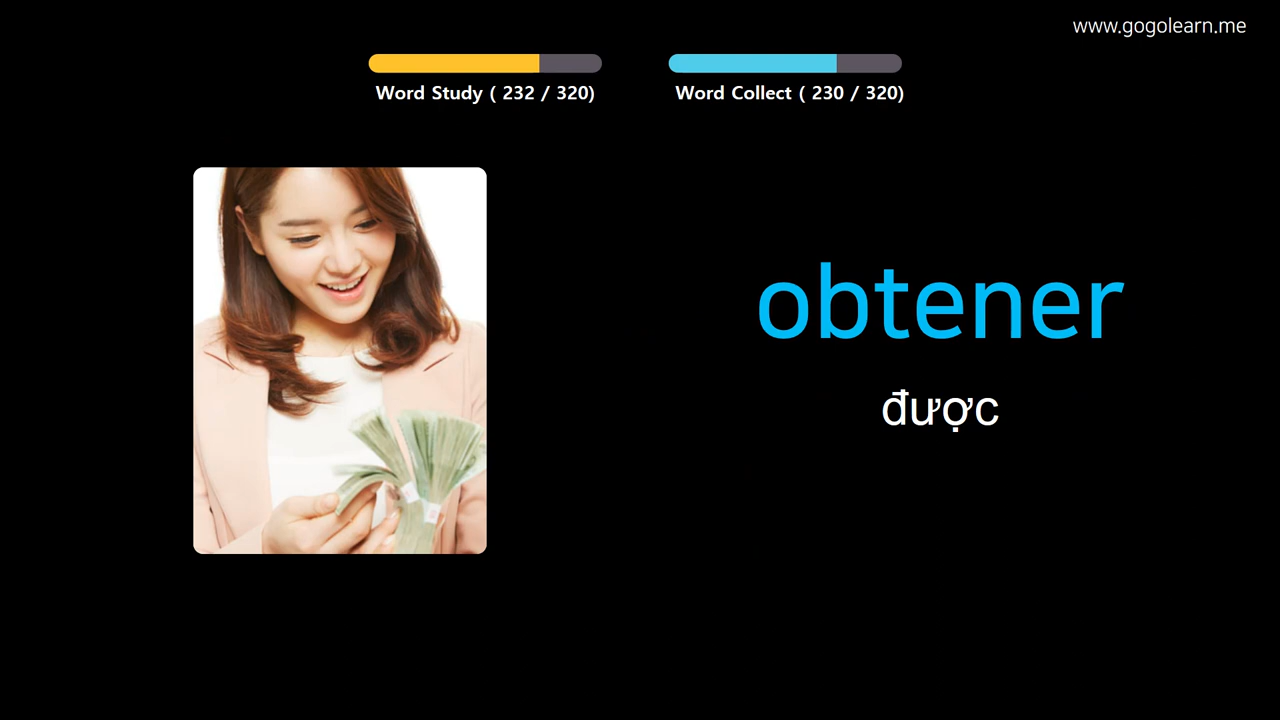 www.gogolearn.me
Word Study ( 232 / 320)
Word Collect ( 230 / 320)
obtener
được